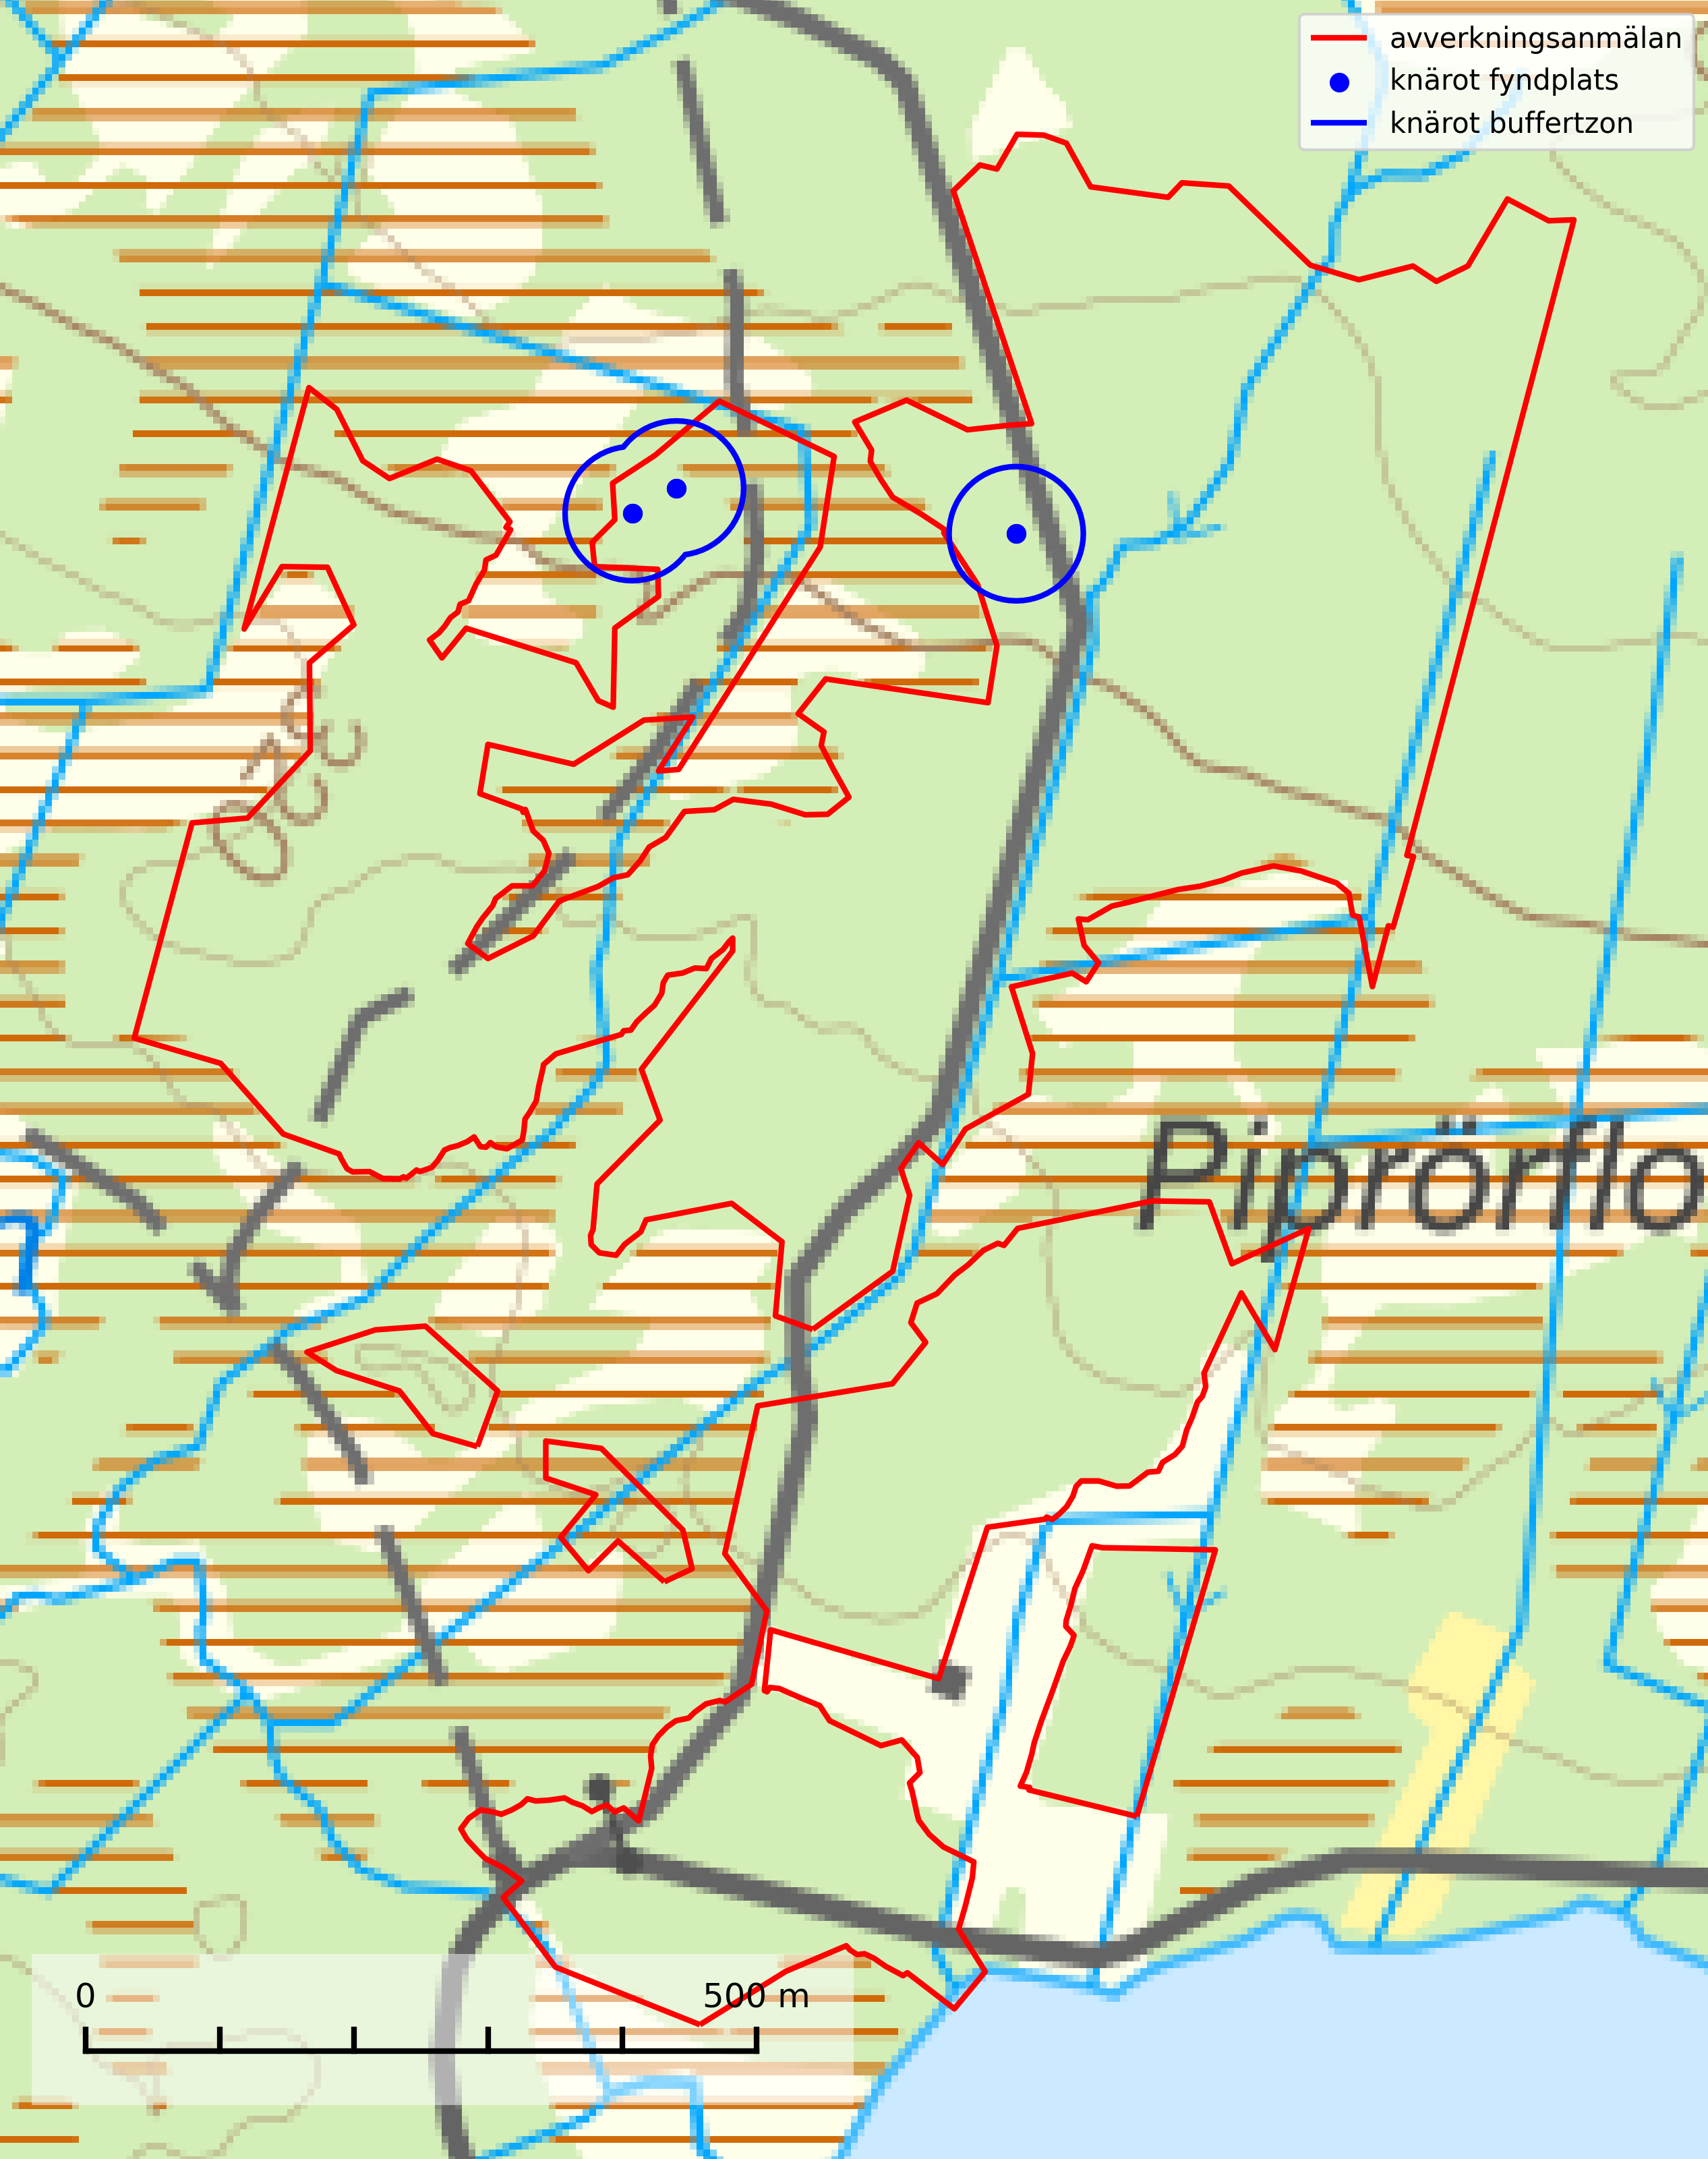 avverkningsanmälan
knärot fyndplats
knärot buffertzon
Piprörflo
0 500 m